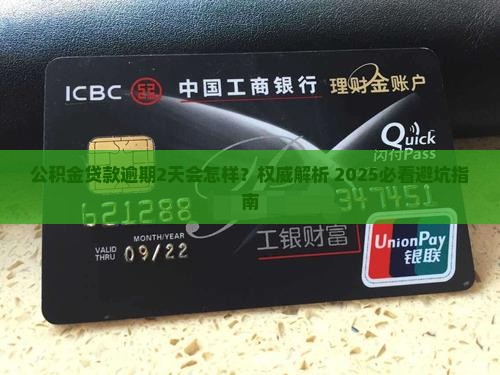 ICBC 中国工商银行 理财金账户
Quick
闪付Pass
公积金贷款逾期2天会怎样？权威解析 2025必看避坑指
南
621288
MONTH/YEAR
VALID
THRU 09/22
工银财富
UnionPay
银联